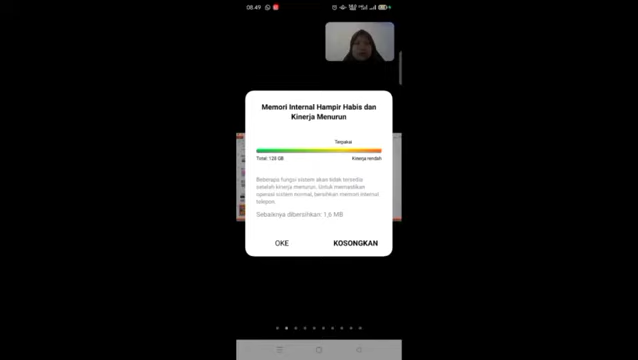 08.49
Memori Internal Hampir Habis dan
Kinerja Menurun
Terpakai
Total: 128 GB
Kinerja rendah
Beberapa fungsi sistem akan tidak tersedia
setelah kinerja menurun. Untuk memastikan
operasi sistem normal, bersihkan memori internal
telepon.
Sebaiknya dibersihkan: 1,6 MB
OKE
KOSONGKAN